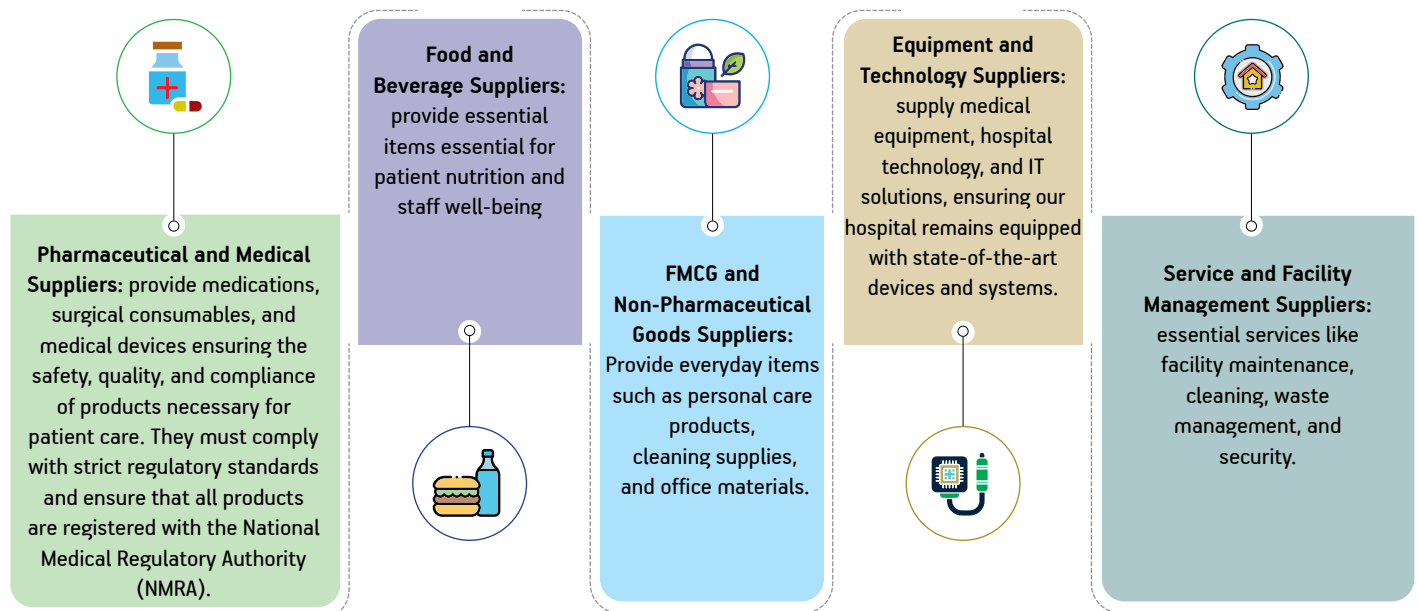 Pharmaceutical and Medical
Suppliers: provide medications,
surgical consumables, and
medical devices ensuring the
safety, quality, and compliance
of products necessary for
patient care. They must comply
with strict regulatory standards
and ensure that all products
are registered with the National
Medical Regulatory Authority
(NMRA).
Food and
Beverage Suppliers:
provide essential
items essential for
patient nutrition and
staff well-being
FMCG and
Non-Pharmaceutical
Goods Suppliers:
Provide everyday items
such as personal care
products,
cleaning supplies,
and office materials.
Equipment and
Technology Suppliers:
supply medical
equipment, hospital
technology, and IT
solutions, ensuring our
hospital remains equipped
with state-of-the-art
devices and systems.
Service and Facility
Management Suppliers:
essential services like
facility maintenance,
cleaning, waste
management, and
security.